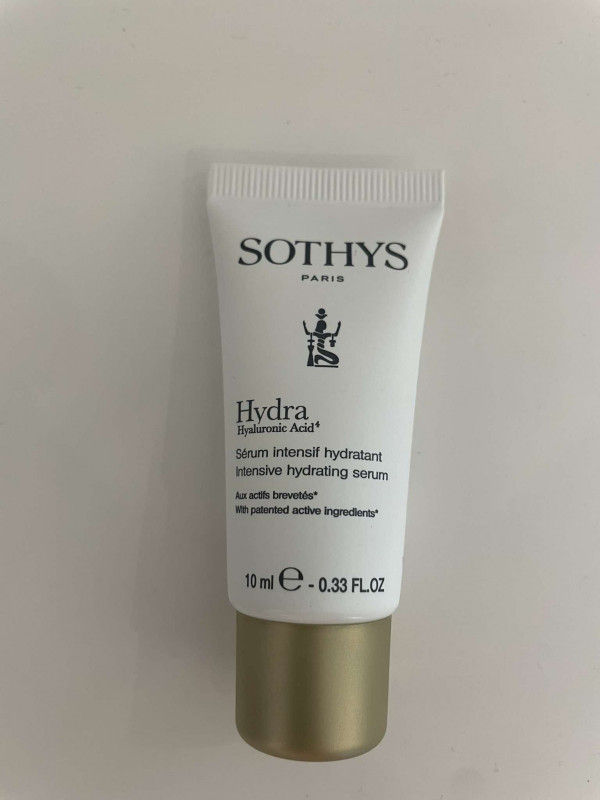 SOTHYS
PARIS
Hydra
Hyaluronic Acid⁴
Sérum intensif hydratant
Intensive hydrating serum
Aux actifs brevetés*
With patented active ingredients*
10 ml ℮ - 0.33 FL.OZ